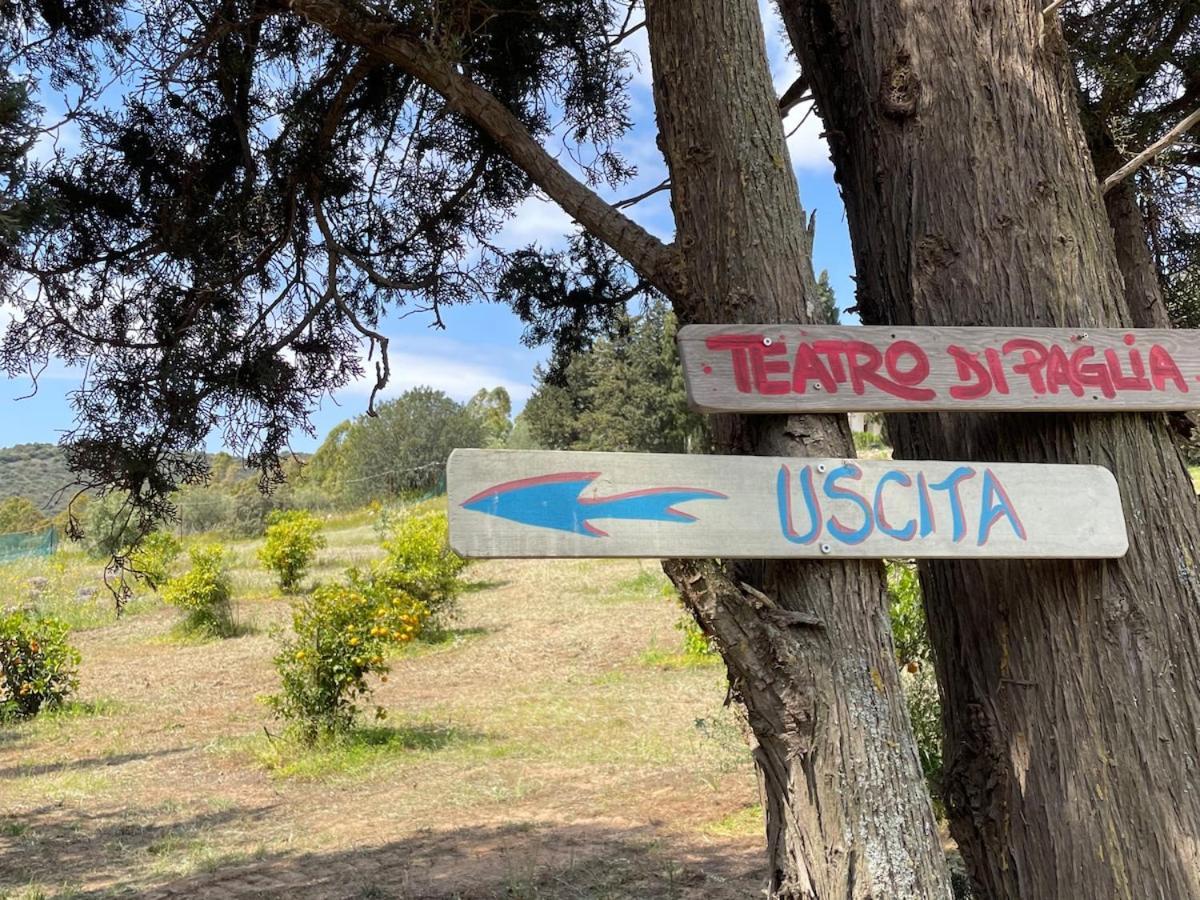 · TEATRO DI PAGLIA ·
USCITA